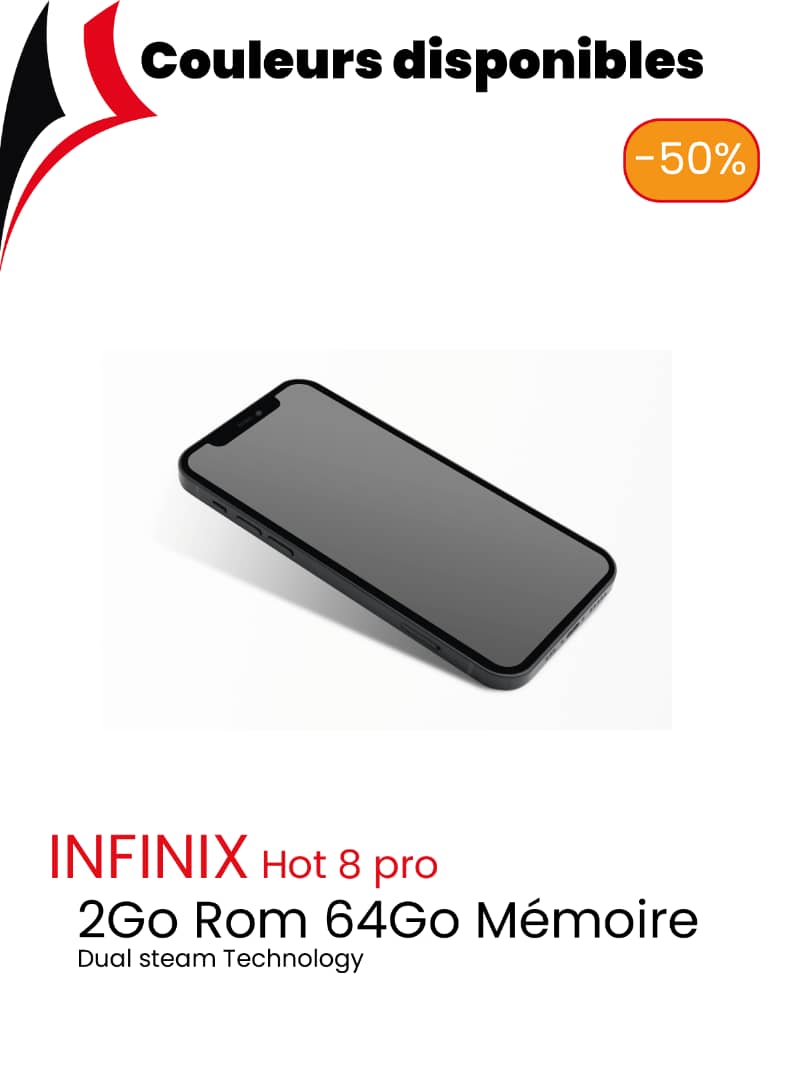 Couleurs disponibles
-50%
INFINIX Hot 8 pro
2Go Rom 64Go Mémoire
Dual steam Technology